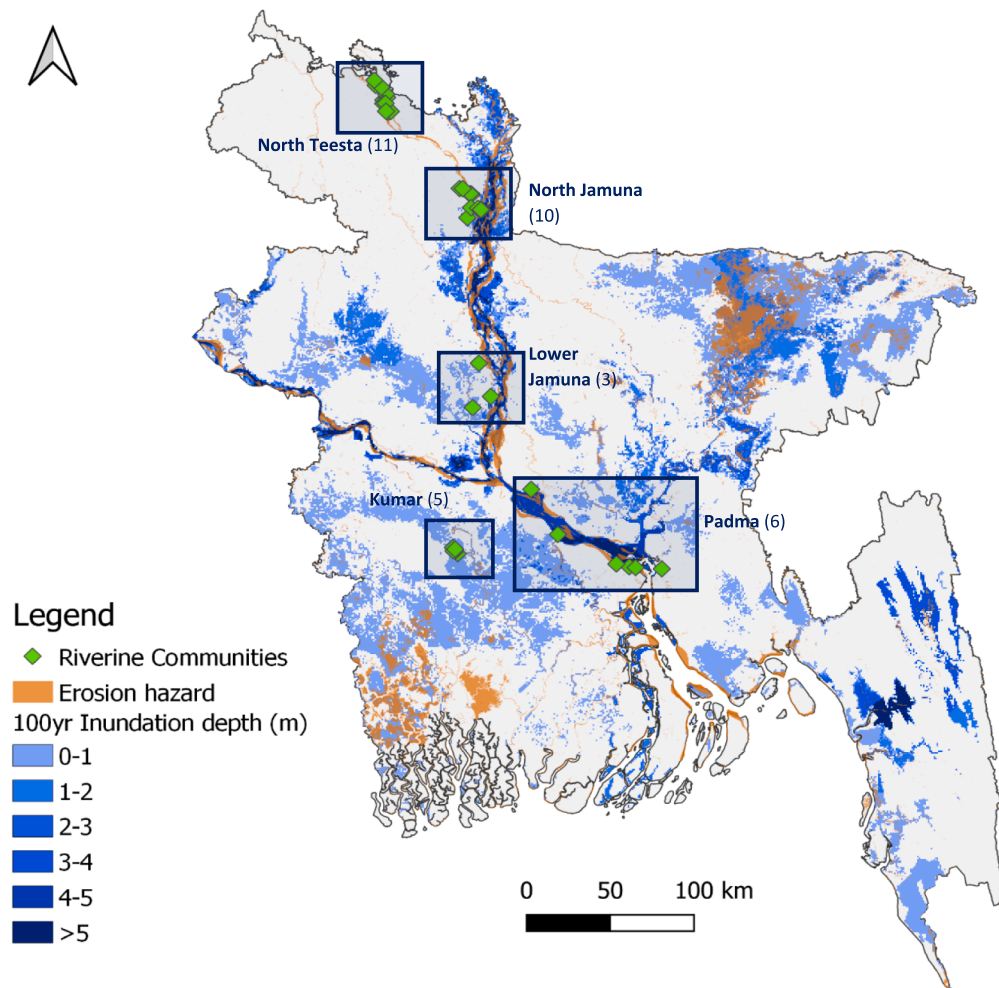 North Teesta (11)
North Jamuna
(10)
Lower
Jamuna (3)
Kumar (5)
Padma (6)
Legend
Riverine Communities
Erosion hazard
100yr Inundation depth (m)
0-1
1-2
2-3
3-4
4-5
>5
0 50 100 km